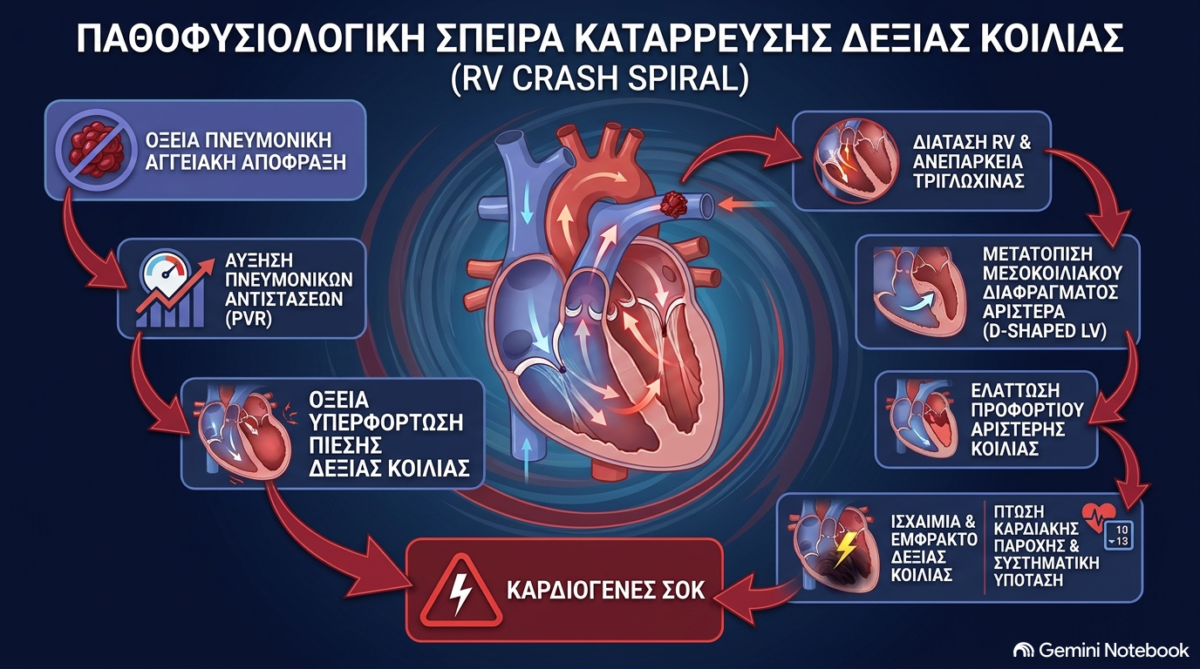 ΠΑΘΟΦΥΣΙΟΛΟΓΙΚΗ ΣΠΕΙΡΑ ΚΑΤΑΡΡΕΥΣΗΣ ΔΕΞΙΑΣ ΚΟΙΛΙΑΣ
(RV CRASH SPIRAL)
ΟΞΕΙΑ ΠΝΕΥΜΟΝΙΚΗ
ΑΓΓΕΙΑΚΗ ΑΠΟΦΡΑΞΗ
ΑΥΞΗΣΗ
ΠΝΕΥΜΟΝΙΚΩΝ
ΑΝΤΙΣΤΑΣΕΩΝ
(PVR)
ΟΞΕΙΑ
ΥΠΕΡΦΟΡΤΩΣΗ
ΠΙΕΣΗΣ
ΔΕΞΙΑΣ ΚΟΙΛΙΑΣ
ΔΙΑΤΑΣΗ RV &
ΑΝΕΠΑΡΚΕΙΑ
ΤΡΙΓΛΩΧΙΝΑΣ
ΜΕΤΑΤΟΠΙΣΗ
ΜΕΣΟΚΟΙΛΙΑΚΟΥ
ΔΙΑΦΡΑΓΜΑΤΟΣ
ΑΡΙΣΤΕΡΑ
(D-SHAPED LV)
ΕΛΑΤΤΩΣΗ
ΠΡΟΦΟΡΤΙΟΥ
ΑΡΙΣΤΕΡΗΣ
ΚΟΙΛΙΑΣ
ΙΣΧΑΙΜΙΑ &
ΕΜΦΡΑΚΤΟ
ΔΕΞΙΑΣ
ΚΟΙΛΙΑΣ
ΠΤΩΣΗ
ΚΑΡΔΙΑΚΗΣ
ΠΑΡΟΧΗΣ &
ΣΥΣΤΗΜΑΤΙΚΗ
ΥΠΟΤΑΣΗ
10
13
ΚΑΡΔΙΟΓΕΝΕΣ ΣΟΚ
Gemini Notebook